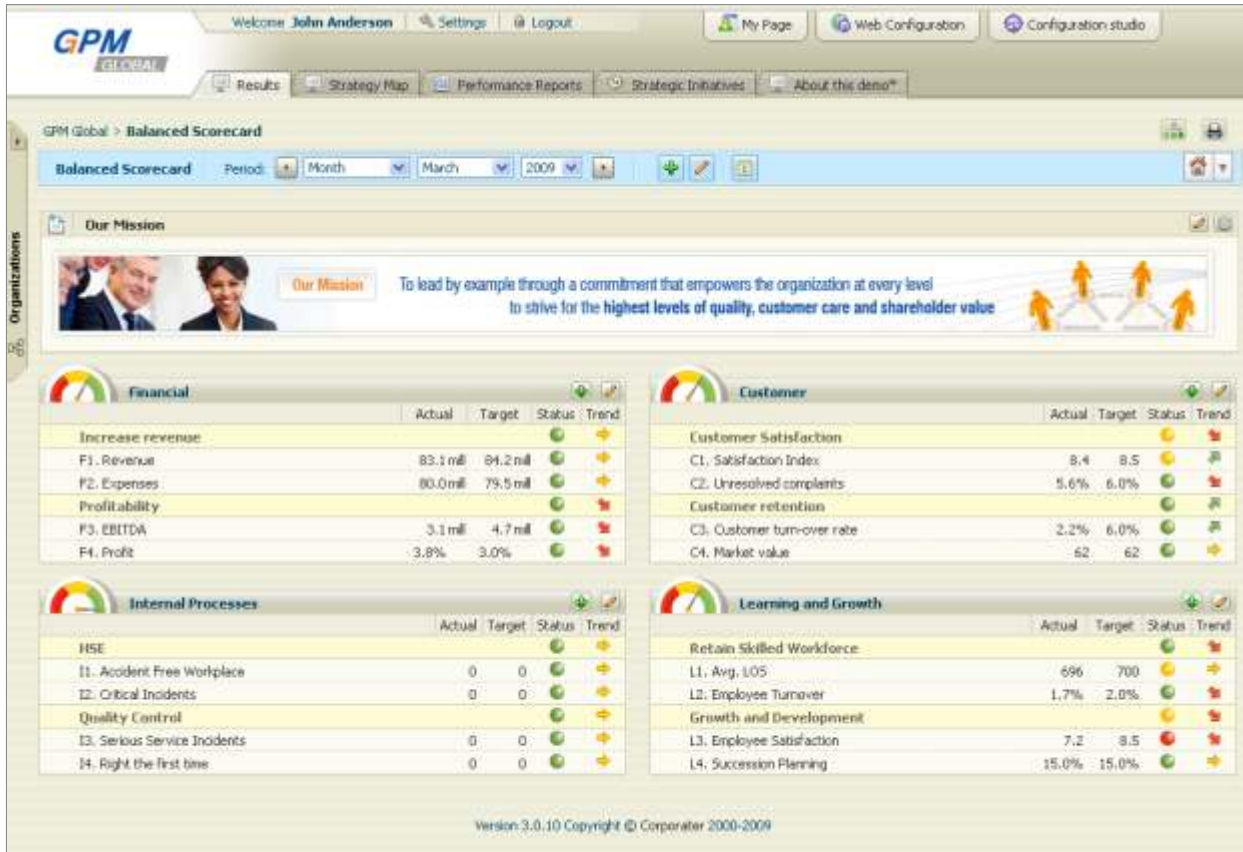 GPM
GLOBAL
Welcome John Anderson Settings Logout
My Page Web Configuration Configuration studio
Results Strategy Map Performance Reports Strategic Initiatives About this demo*
GPM Global > Balanced Scorecard
Balanced Scorecard Period: Month March 2009
Organizations
Our Mission
Our Mission
To lead by example through a commitment that empowers the organization at every level
to strive for the highest levels of quality, customer care and shareholder value
Financial
Actual Target Status Trend
Increase revenue
F1. Revenue 83.1 mill 84.2 mill
F2. Expenses 80.0 mill 79.5 mill
Profitability
F3. EBITDA 3.1 mill 4.7 mill
F4. Profit 3.8% 3.0%
Customer
Actual Target Status Trend
Customer Satisfaction
C1. Satisfaction Index 8.4 8.5
C2. Unresolved complaints 5.6% 6.0%
Customer retention
C3. Customer turn-over rate 2.2% 6.0%
C4. Market value 62 62
Internal Processes
Actual Target Status Trend
HSE
I1. Accident Free Workplace 0 0
I2. Critical Incidents 0 0
Quality Control
I3. Serious Service Incidents 0 0
I4. Right the first time 0 0
Learning and Growth
Actual Target Status Trend
Retain Skilled Workforce
L1. Avg. LOS 696 700
L2. Employee Turnover 1.7% 2.0%
Growth and Development
L3. Employee Satisfaction 7.2 8.5
L4. Succession Planning 15.0% 15.0%
Version 3.0.10 Copyright © Corporater 2000-2009